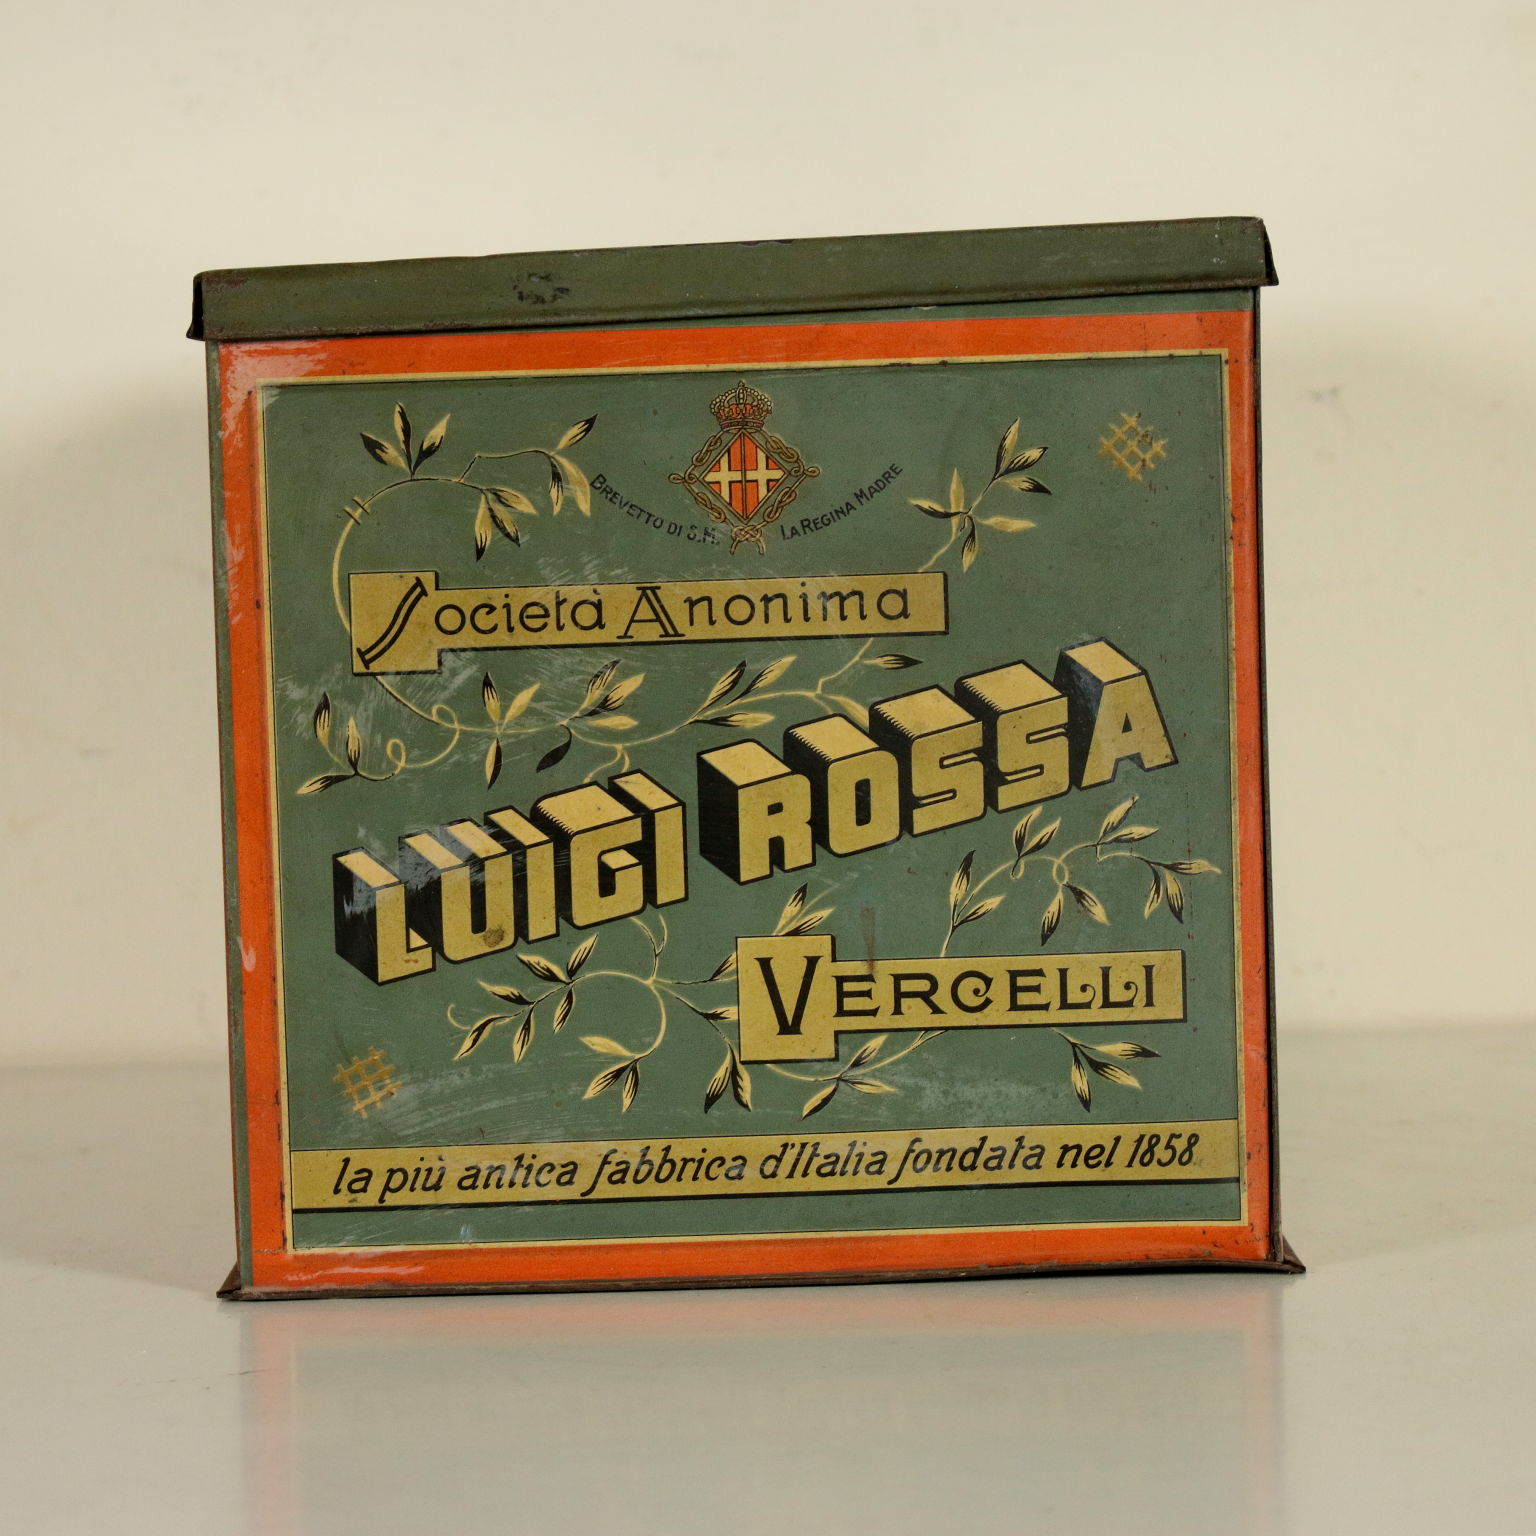 BREVETTO DI S.M. LA REGINA MADRE
Società Anonima
LUIGI ROSSA
VERCELLI
la più antica fabbrica d'Italia fondata nel 1858